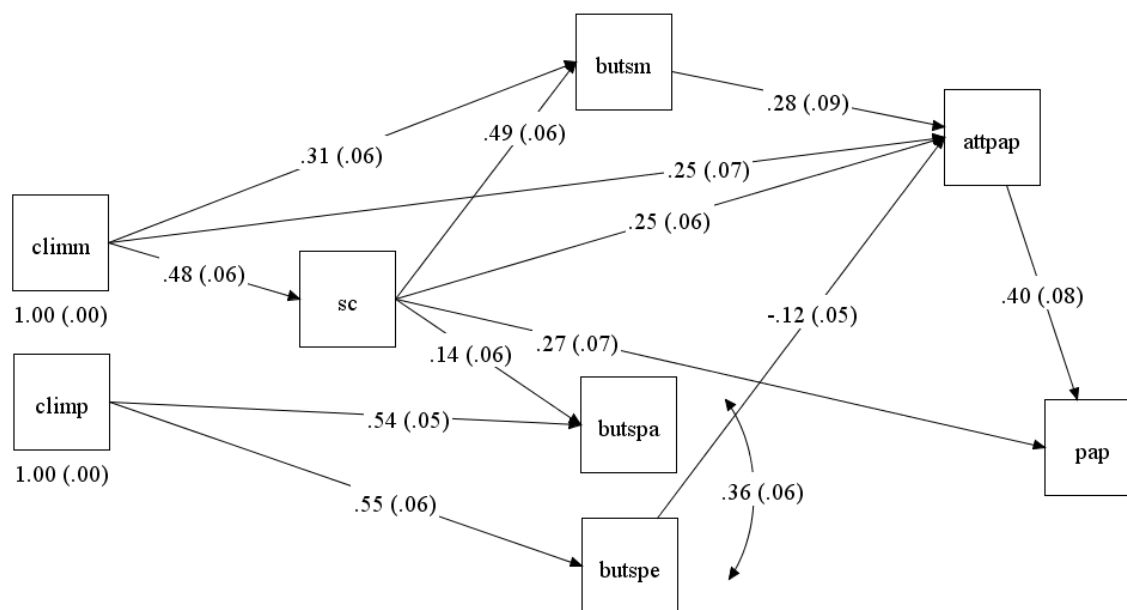 butsm
.28 (.09)
attpap
.49 (.06)
.31 (.06)
.25 (.07)
climm
.25 (.06)
.48 (.06)
sc
1.00 (.00)
.40 (.08)
-.12 (.05)
.27 (.07)
.14 (.06)
climp
.54 (.05)
butspa
pap
1.00 (.00)
.55 (.06)
.36 (.06)
butspe